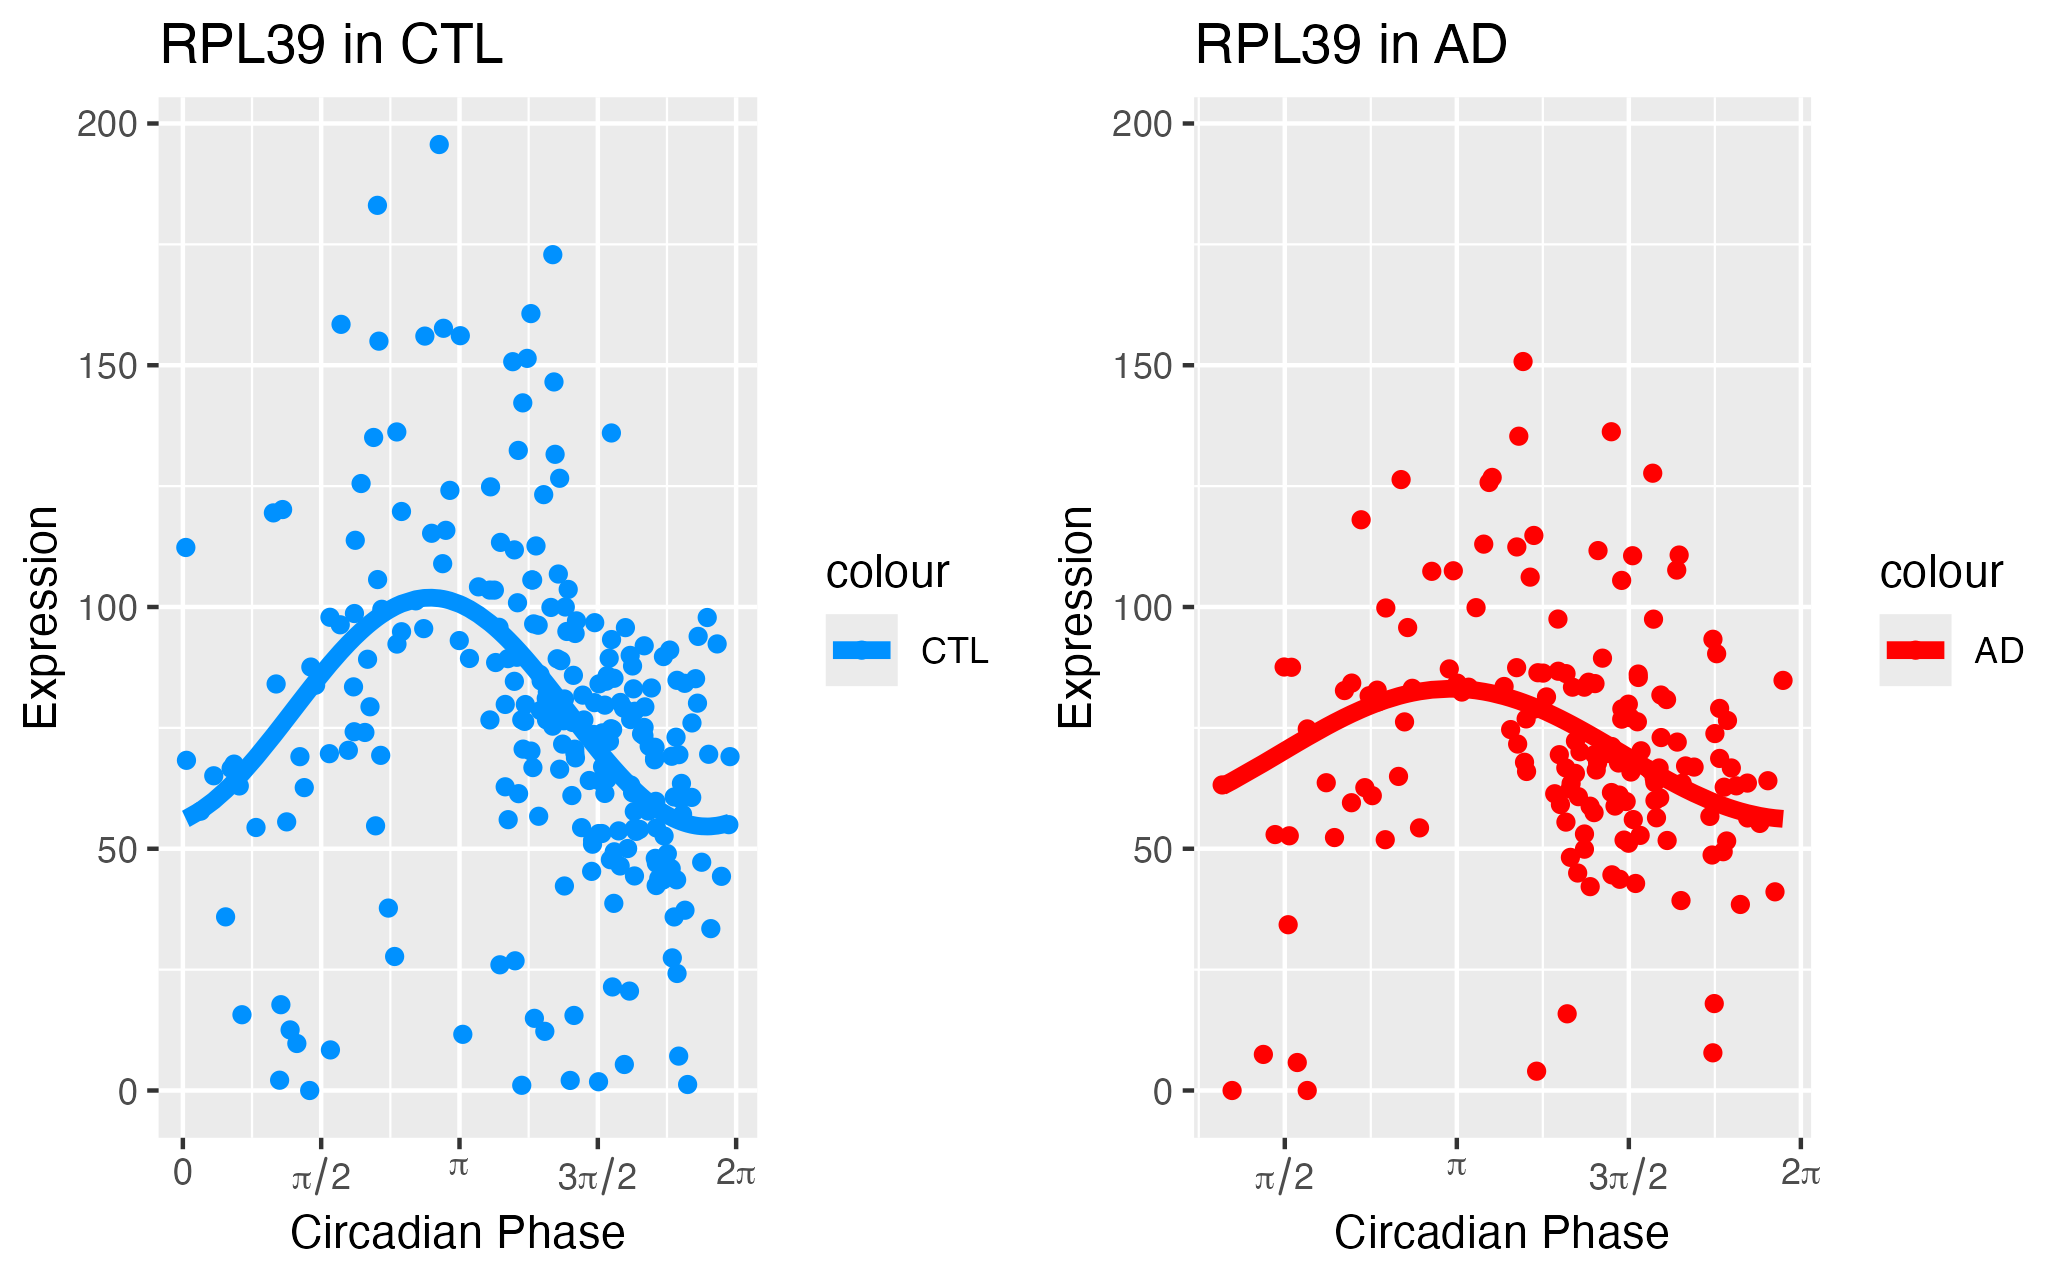 RPL39 in CTL
200
150
100
50
0
Expression
0 π/2 π 3π/2 2π
Circadian Phase
colour
CTL
RPL39 in AD
200
150
100
50
0
Expression
π/2 π 3π/2 2π
Circadian Phase
colour
AD